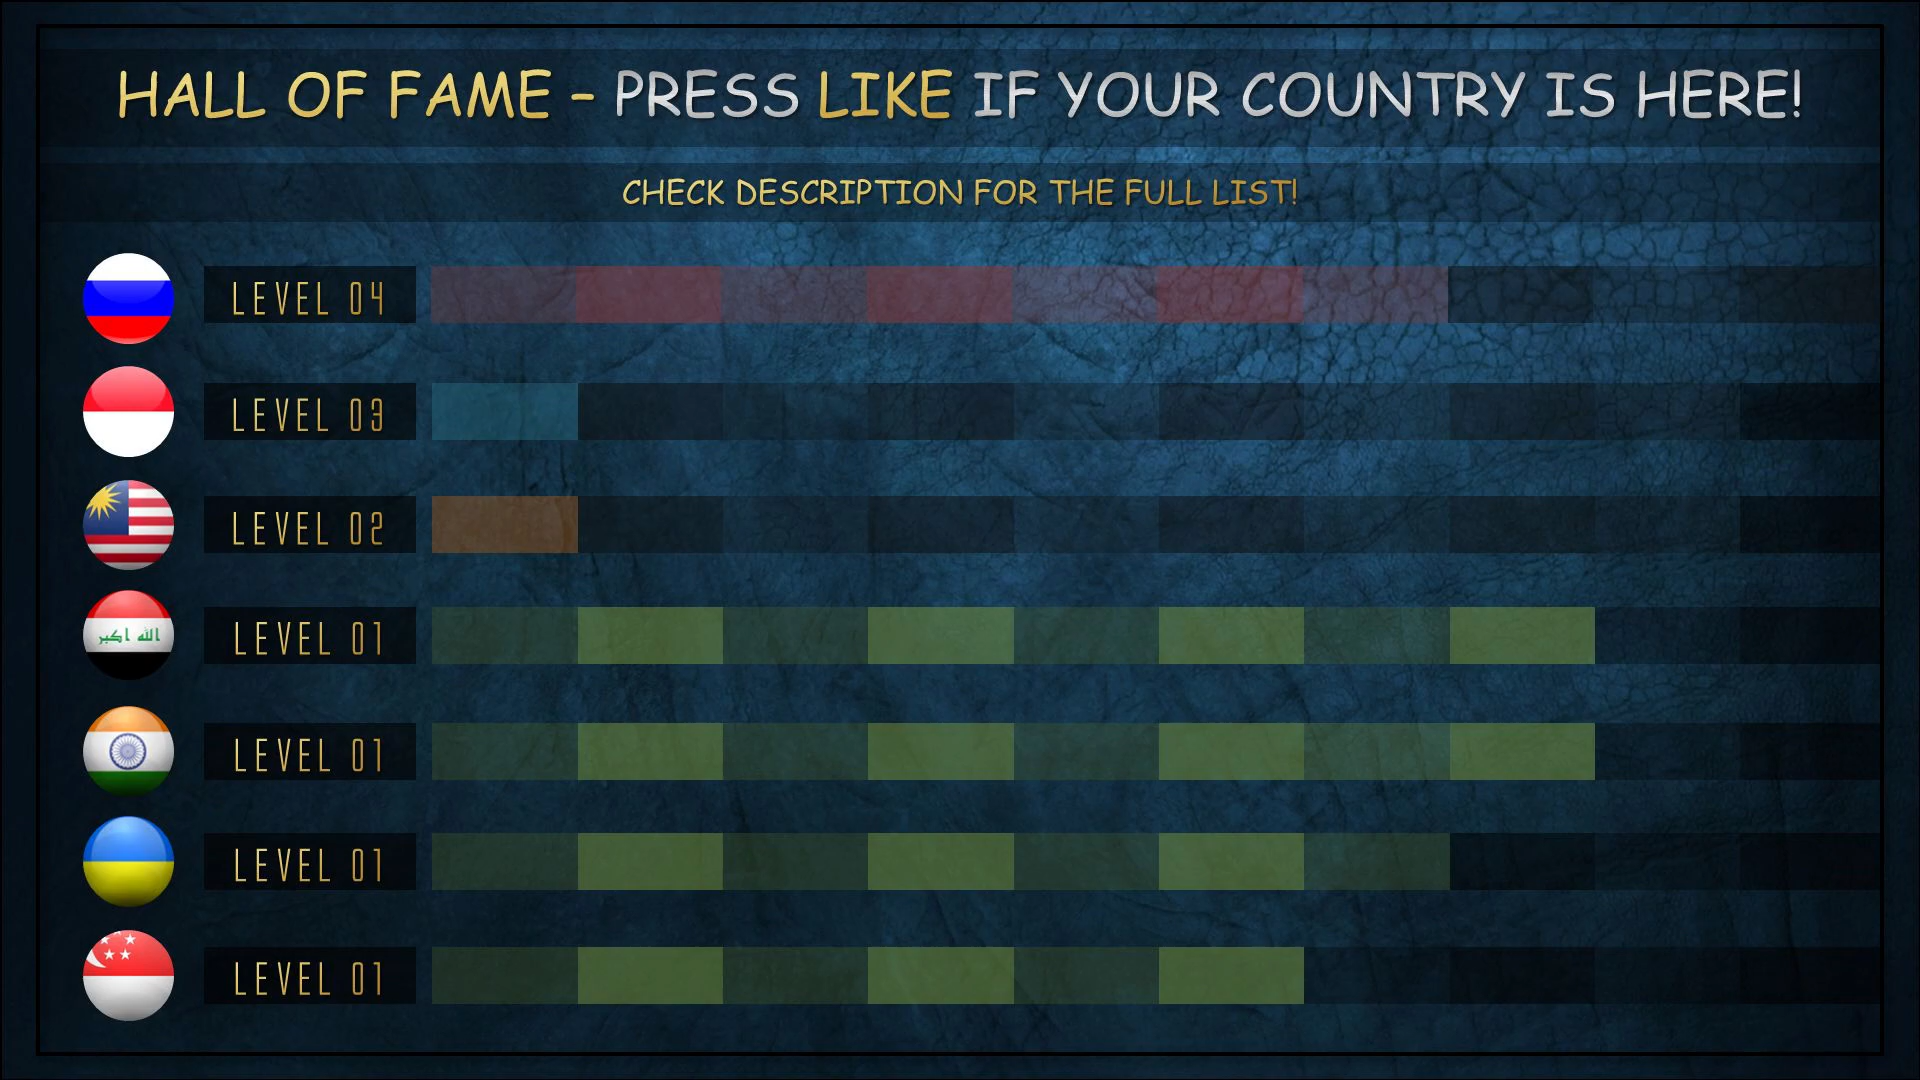 HALL OF FAME - PRESS LIKE IF YOUR COUNTRY IS HERE!
CHECK DESCRIPTION FOR THE FULL LIST!
LEVEL 04
LEVEL 03
LEVEL 02
الله اكبر
LEVEL 01
LEVEL 01
LEVEL 01
LEVEL 01